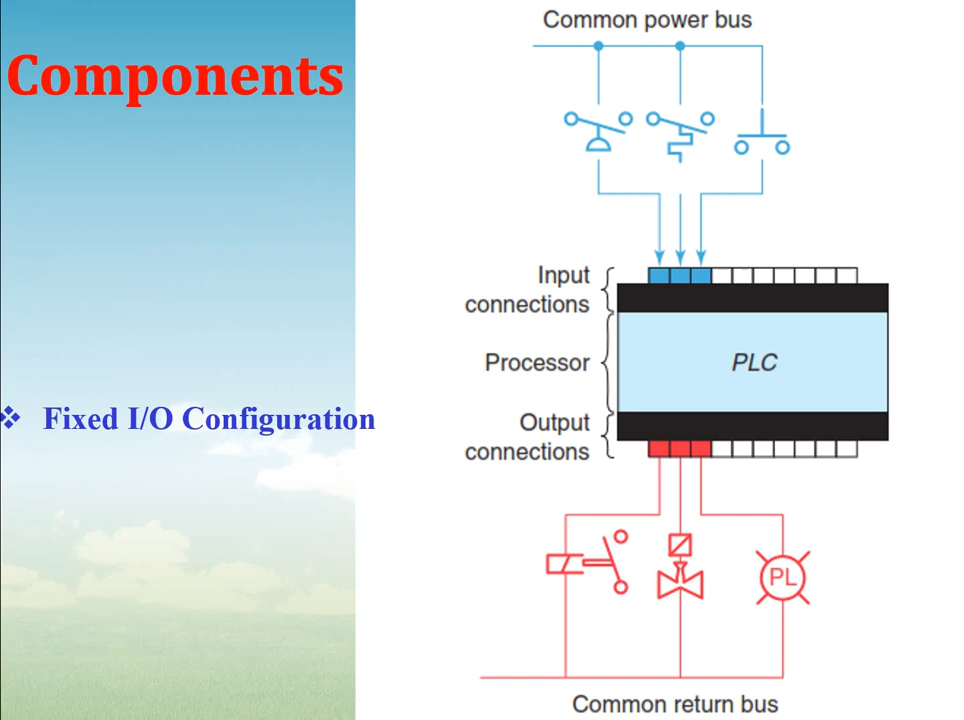 Common power bus
Components
Input
connections
Processor
PLC
Fixed I/O Configuration
Output
connections
PL
Common return bus